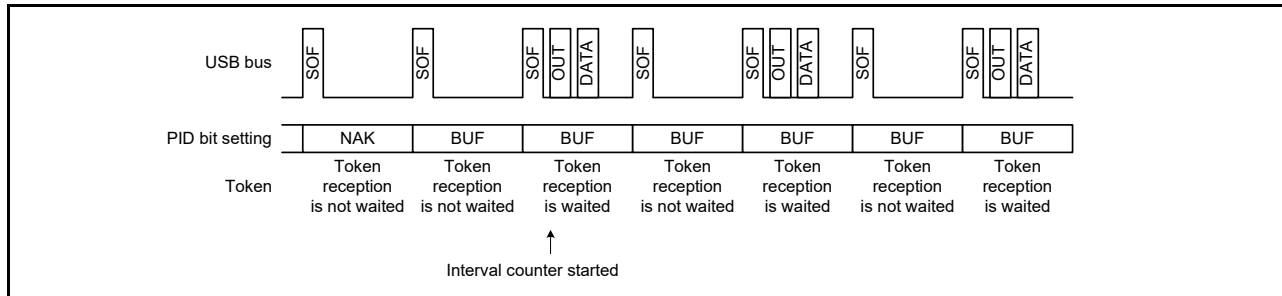 USB bus
SOF
SOF
SOF
OUT
DATA
SOF
SOF
OUT
DATA
SOF
SOF
OUT
DATA
PID bit setting
NAK
BUF
BUF
BUF
BUF
BUF
BUF
Token
Token
reception
is not waited
Token
reception
is not waited
Token
reception
is waited
Token
reception
is not waited
Token
reception
is waited
Token
reception
is not waited
Token
reception
is waited
Interval counter started